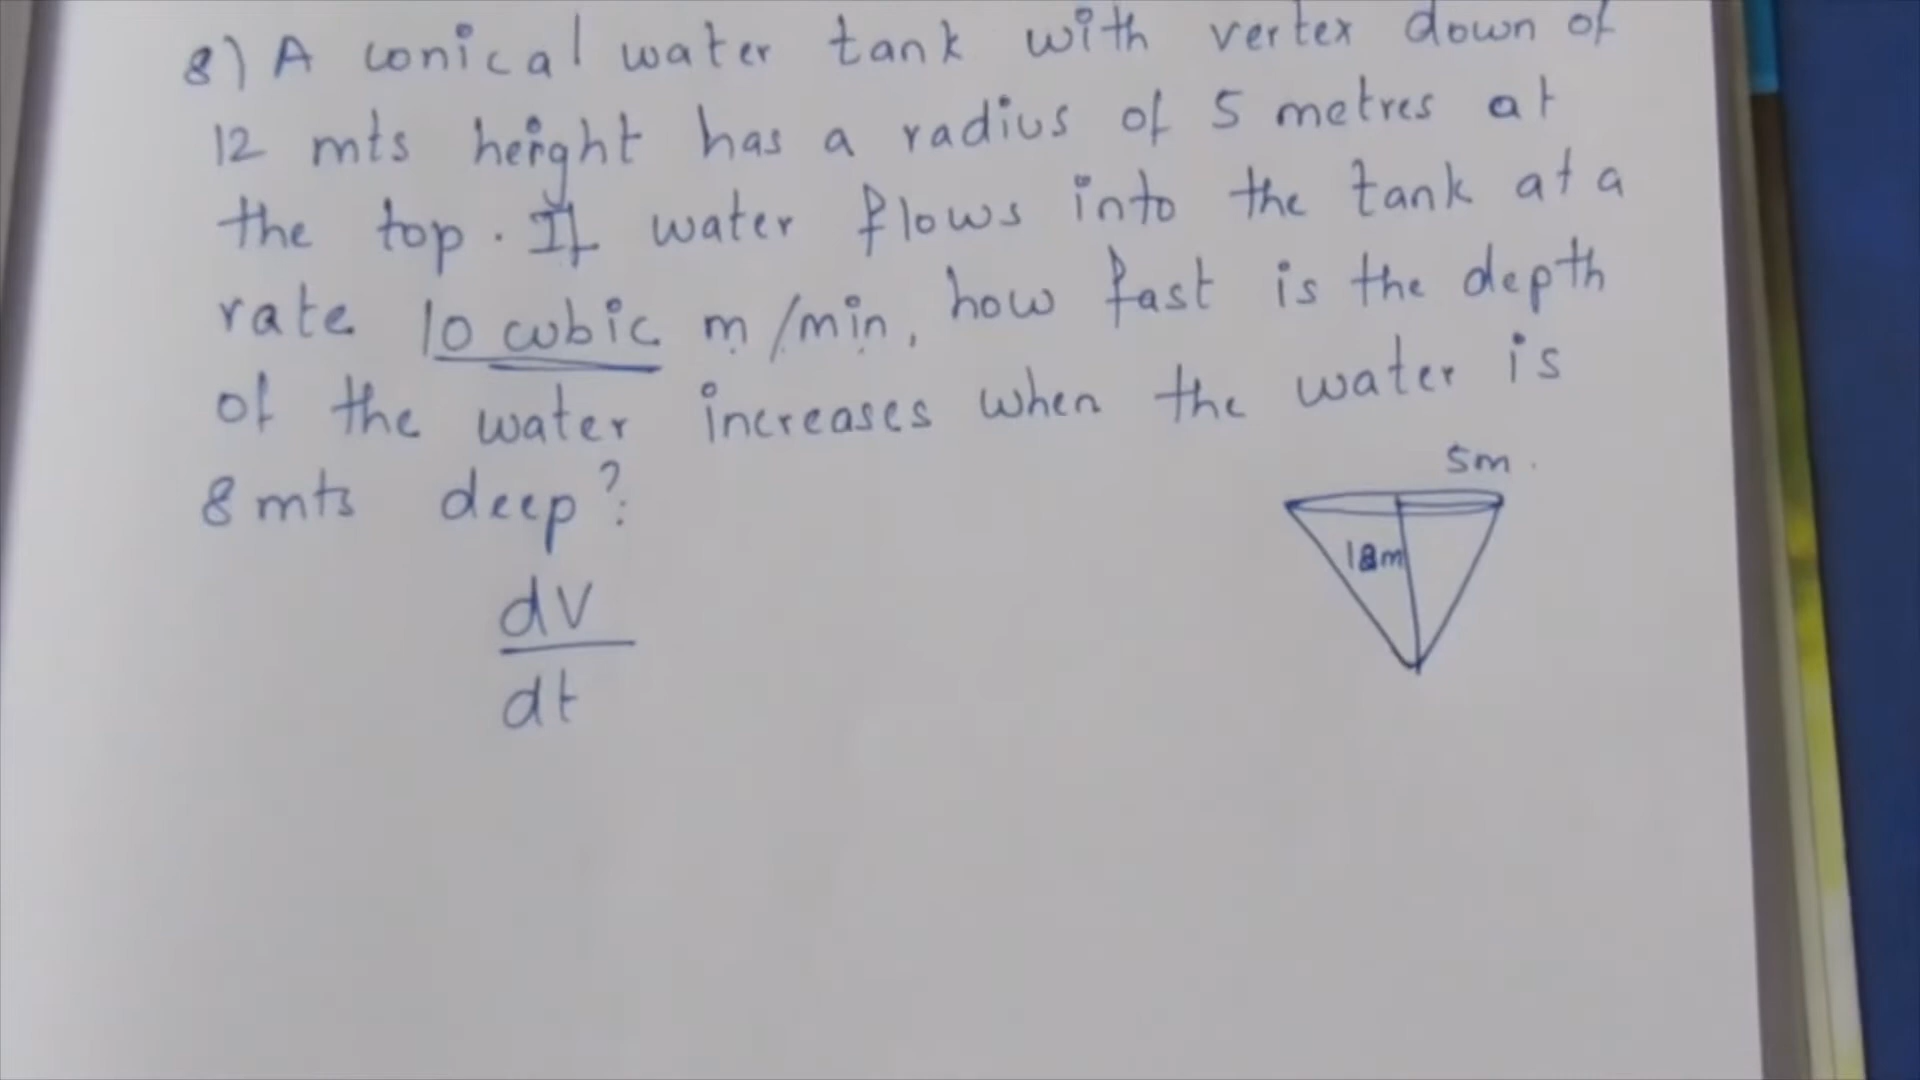 8) A conical water tank with vertex down of
12 mts height has a radius of 5 metres at
the top. If water flows into the tank at a
rate 10 cubic m/min, how fast is the depth
of the water increases when the water is
8 mts deep?
5m.
12m
dV
dt